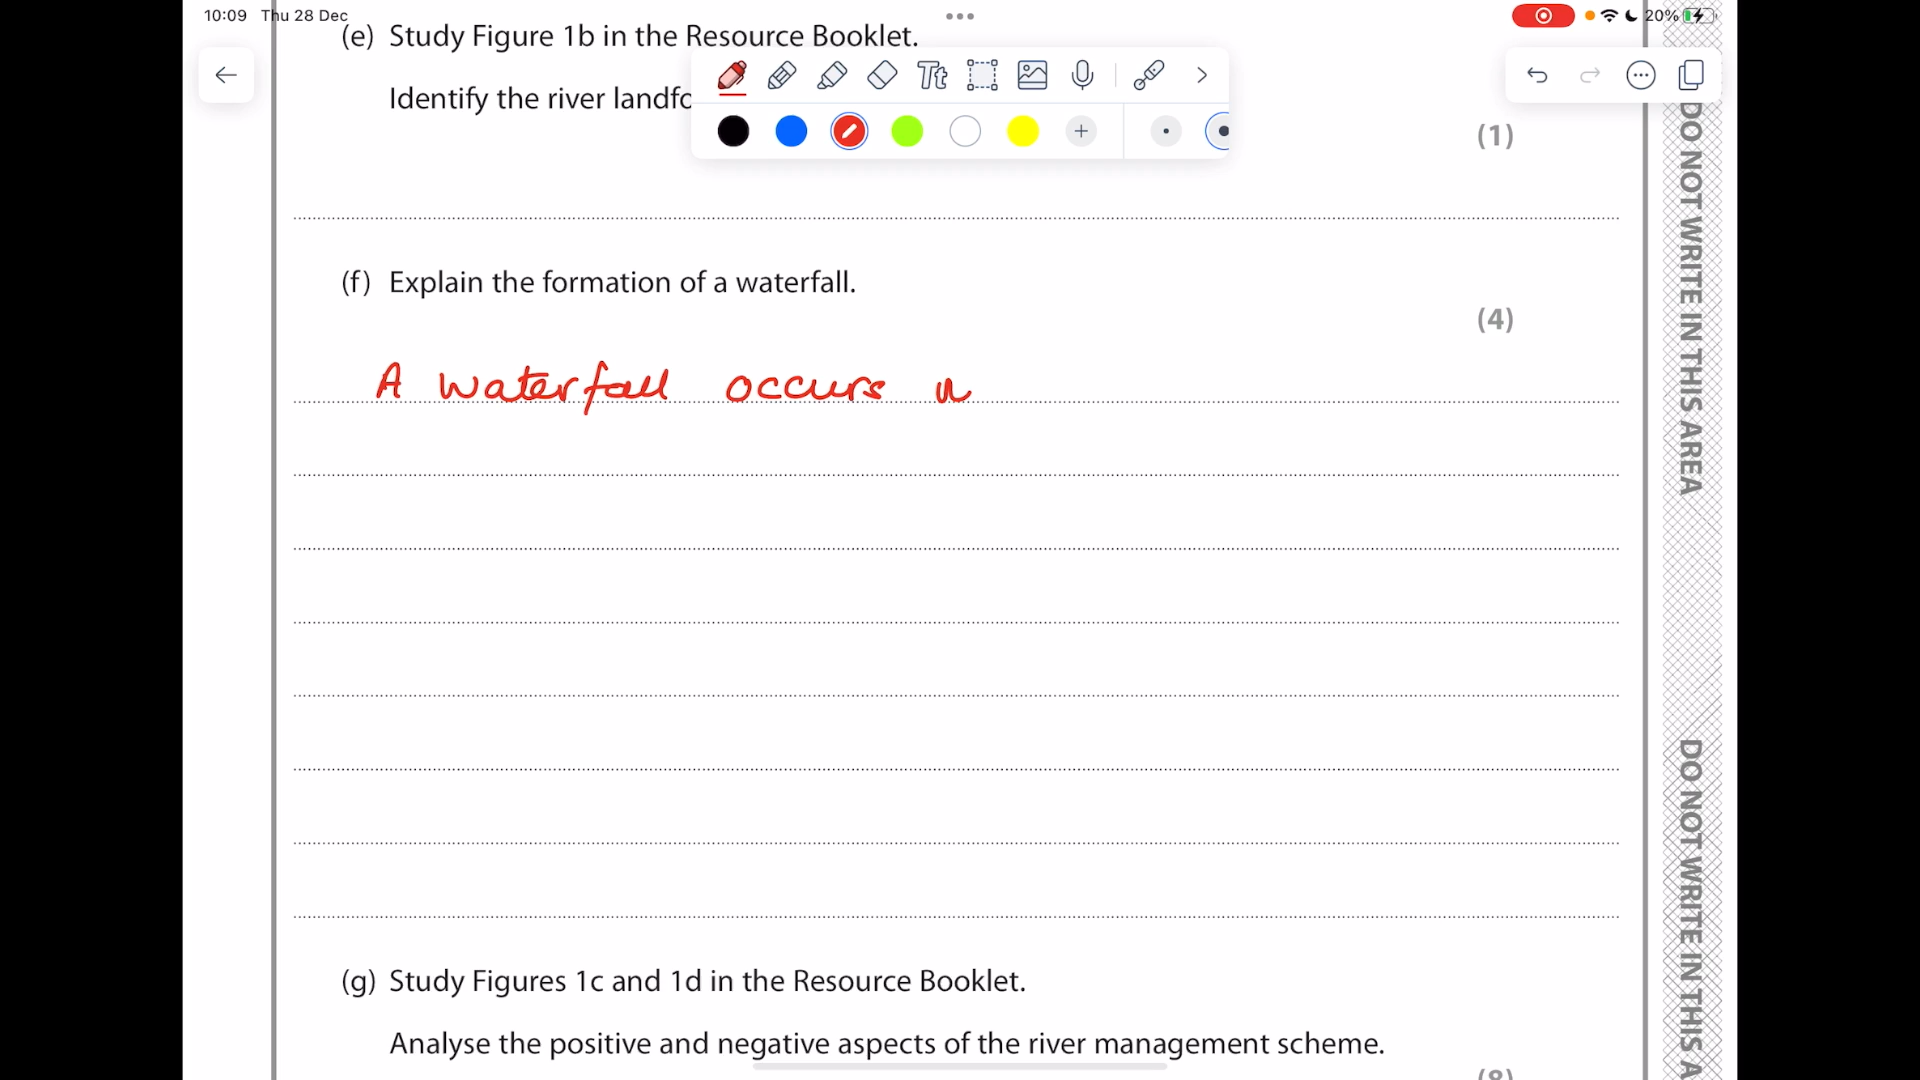 10:09 Thu 28 Dec
20%
(e) Study Figure 1b in the Resource Booklet.
Identify the river landfo
Tt
(1)
(f) Explain the formation of a waterfall.
(4)
A waterfall occurs
(g) Study Figures 1c and 1d in the Resource Booklet.
Analyse the positive and negative aspects of the river management scheme.
(8)
DO NOT WRITE IN THIS AREA
DO NOT WRITE IN THIS A